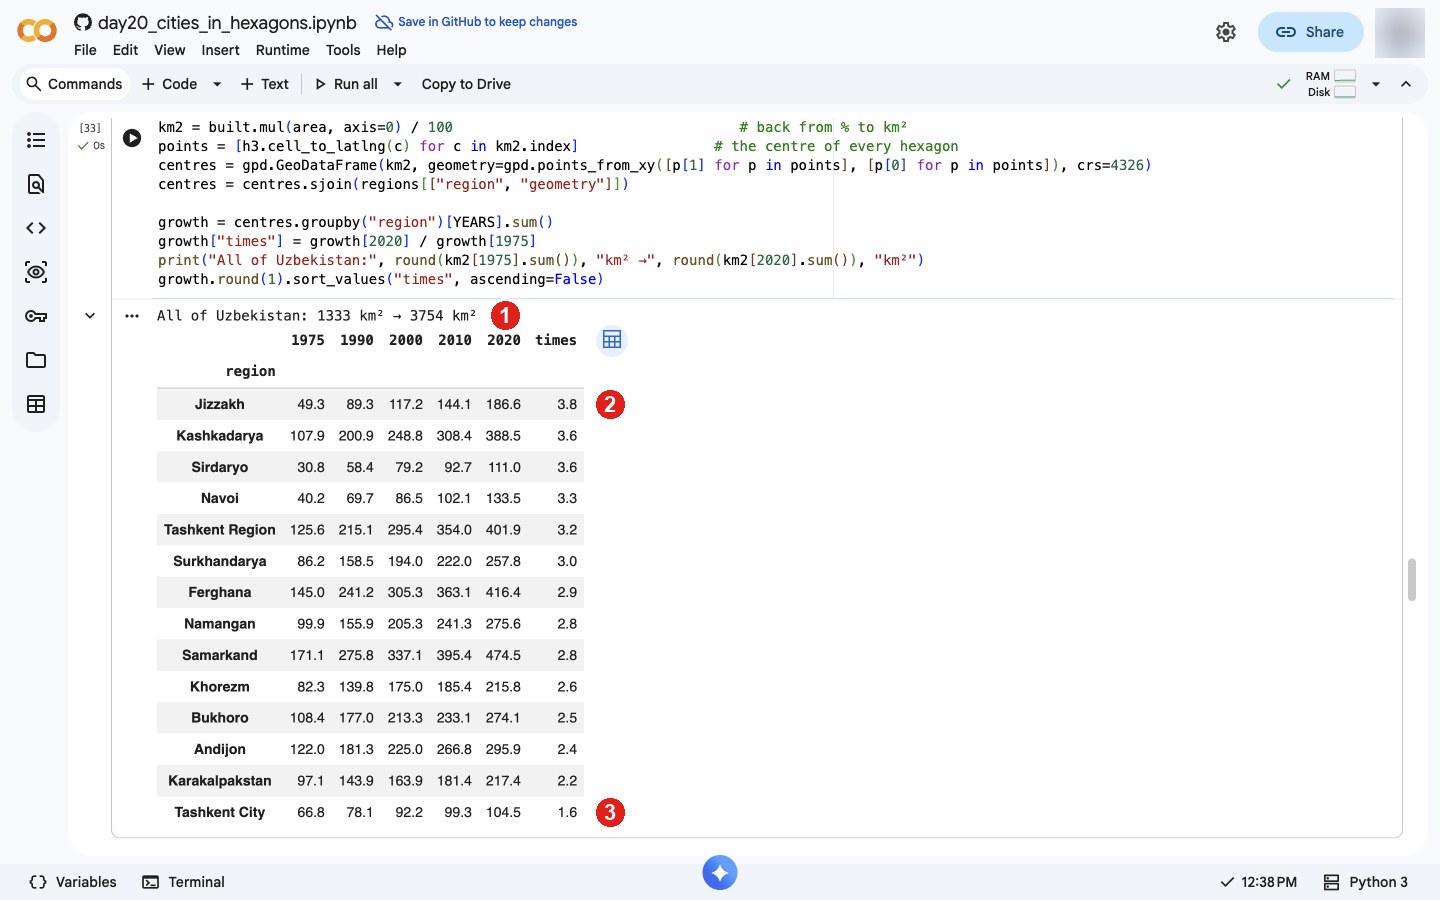 day20_cities_in_hexagons.ipynb
Save in GitHub to keep changes
Share
File Edit View Insert Runtime Tools Help
Commands + Code + Text Run all Copy to Drive
RAM
Disk
[33]
0s
km2 = built.mul(area, axis=0) / 100 # back from % to km²
points = [h3.cell_to_latlng(c) for c in km2.index] # the centre of every hexagon
centres = gpd.GeoDataFrame(km2, geometry=gpd.points_from_xy([p[1] for p in points], [p[0] for p in points]), crs=4326)
centres = centres.sjoin(regions[["region", "geometry"]])
growth = centres.groupby("region")[YEARS].sum()
growth["times"] = growth[2020] / growth[1975]
print("All of Uzbekistan:", round(km2[1975].sum()), "km² →", round(km2[2020].sum()), "km²")
growth.round(1).sort_values("times", ascending=False)
All of Uzbekistan: 1333 km² → 3754 km² 1
1975 1990 2000 2010 2020 times
region
Jizzakh 49.3 89.3 117.2 144.1 186.6 3.8 2
Kashkadarya 107.9 200.9 248.8 308.4 388.5 3.6
Sirdaryo 30.8 58.4 79.2 92.7 111.0 3.6
Navoi 40.2 69.7 86.5 102.1 133.5 3.3
Tashkent Region 125.6 215.1 295.4 354.0 401.9 3.2
Surkhandarya 86.2 158.5 194.0 222.0 257.8 3.0
Ferghana 145.0 241.2 305.3 363.1 416.4 2.9
Namangan 99.9 155.9 205.3 241.3 275.6 2.8
Samarkand 171.1 275.8 337.1 395.4 474.5 2.8
Khorezm 82.3 139.8 175.0 185.4 215.8 2.6
Bukhoro 108.4 177.0 213.3 233.1 274.1 2.5
Andijon 122.0 181.3 225.0 266.8 295.9 2.4
Karakalpakstan 97.1 143.9 163.9 181.4 217.4 2.2
Tashkent City 66.8 78.1 92.2 99.3 104.5 1.6 3
Variables Terminal 12:38 PM Python 3